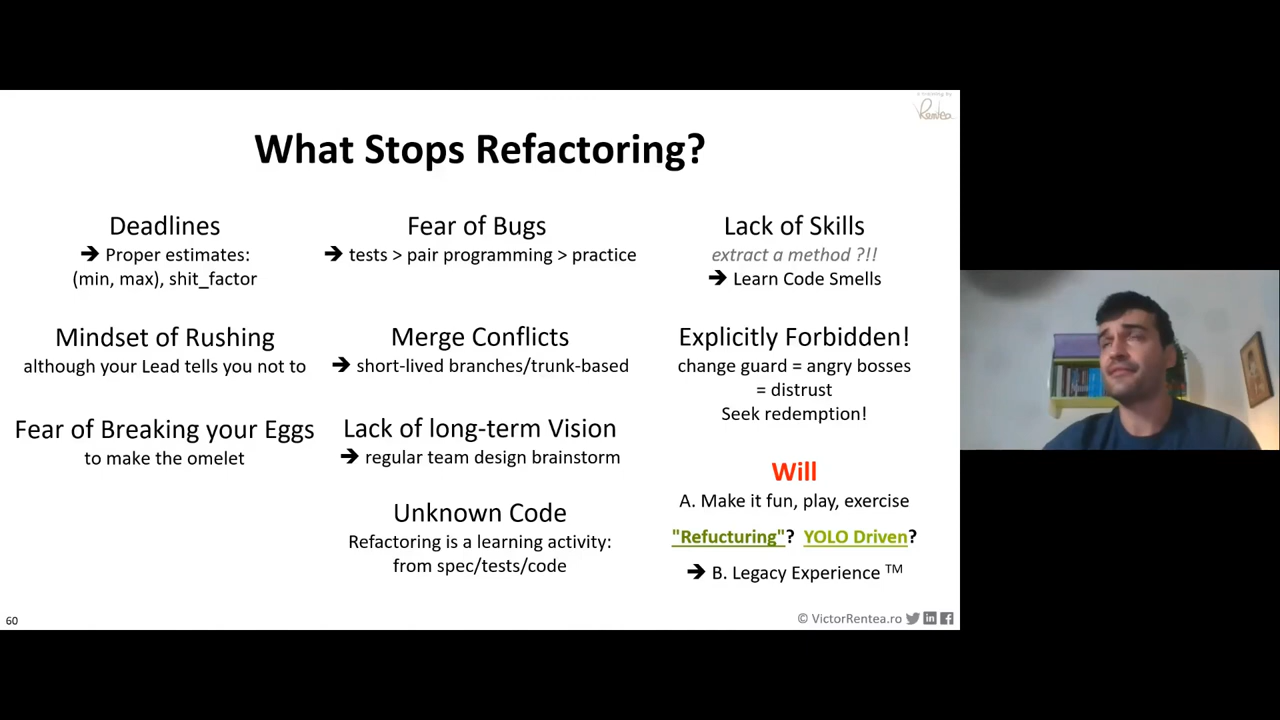 a training by
Rentea
What Stops Refactoring?
Deadlines
➔ Proper estimates:
(min, max), shit_factor
Mindset of Rushing
although your Lead tells you not to
Fear of Breaking your Eggs
to make the omelet
Fear of Bugs
➔ tests > pair programming > practice
Merge Conflicts
➔ short-lived branches/trunk-based
Lack of long-term Vision
➔ regular team design brainstorm
Unknown Code
Refactoring is a learning activity:
from spec/tests/code
Lack of Skills
extract a method ?!!
➔ Learn Code Smells
Explicitly Forbidden!
change guard = angry bosses
= distrust
Seek redemption!
Will
A. Make it fun, play, exercise
"Refucturing"? YOLO Driven?
➔ B. Legacy Experience TM
60
© VictorRentea.ro